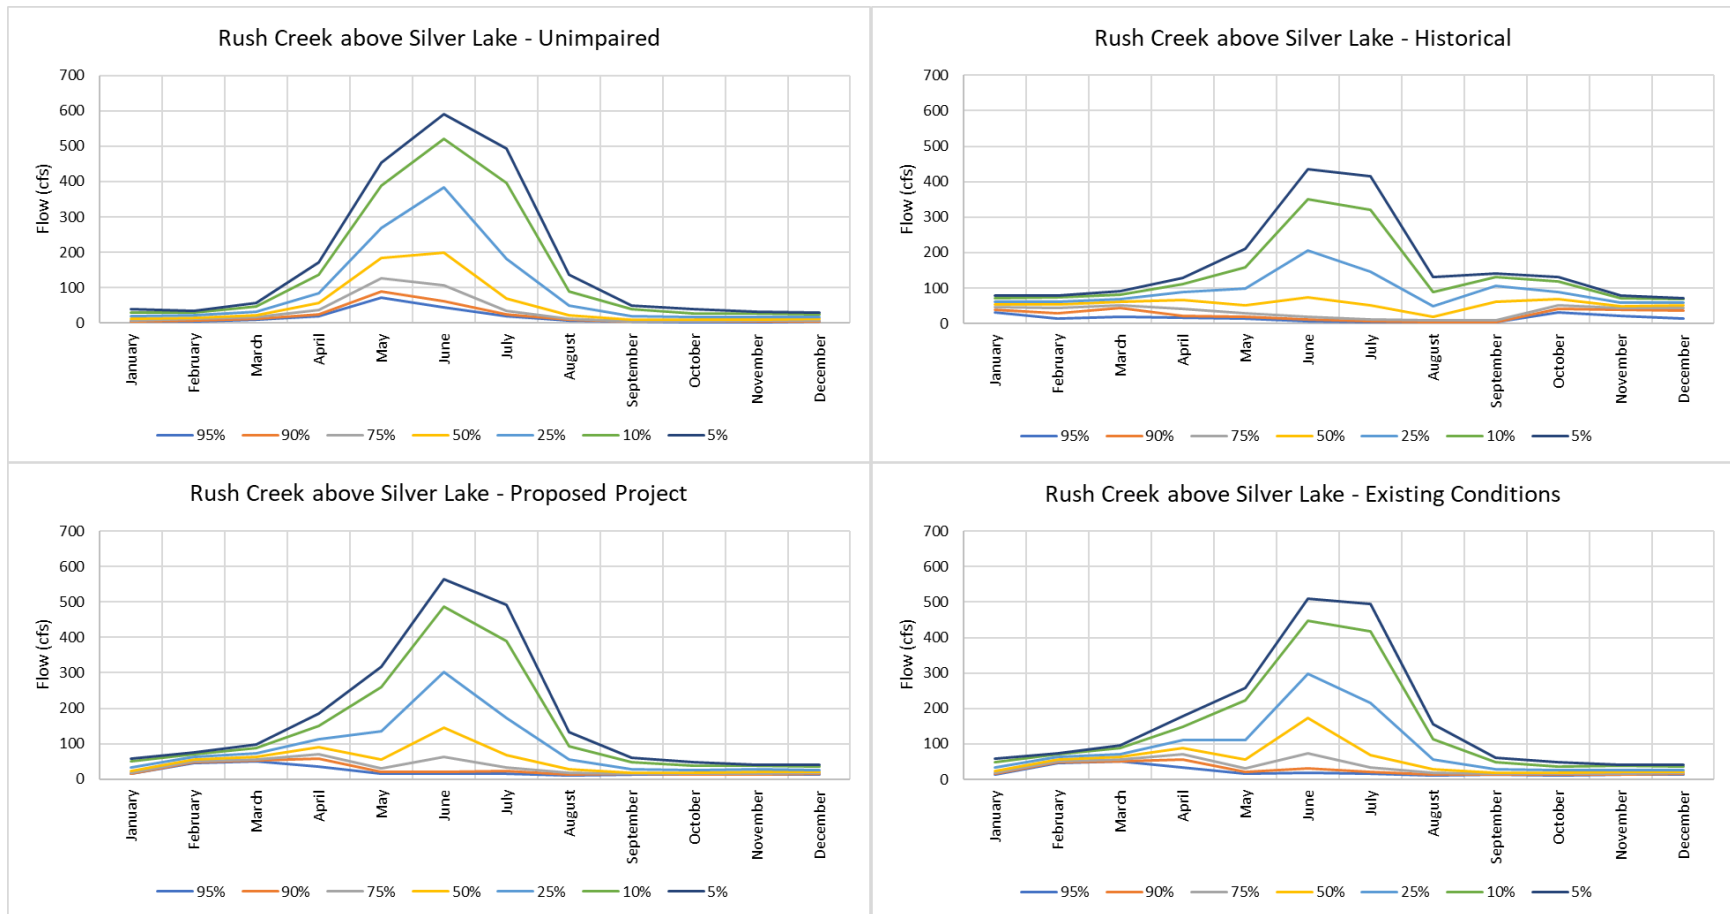 Rush Creek above Silver Lake - Unimpaired
700
600
500
400
300
200
100
0
Flow (cfs)
January
February
March
April
May
June
July
August
September
October
November
December
95% 90% 75% 50% 25% 10% 5%
Rush Creek above Silver Lake - Historical
700
600
500
400
300
200
100
0
Flow (cfs)
January
February
March
April
May
June
July
August
September
October
November
December
95% 90% 75% 50% 25% 10% 5%
Rush Creek above Silver Lake - Proposed Project
700
600
500
400
300
200
100
0
Flow (cfs)
January
February
March
April
May
June
July
August
September
October
November
December
95% 90% 75% 50% 25% 10% 5%
Rush Creek above Silver Lake - Existing Conditions
700
600
500
400
300
200
100
0
Flow (cfs)
January
February
March
April
May
June
July
August
September
October
November
December
95% 90% 75% 50% 25% 10% 5%